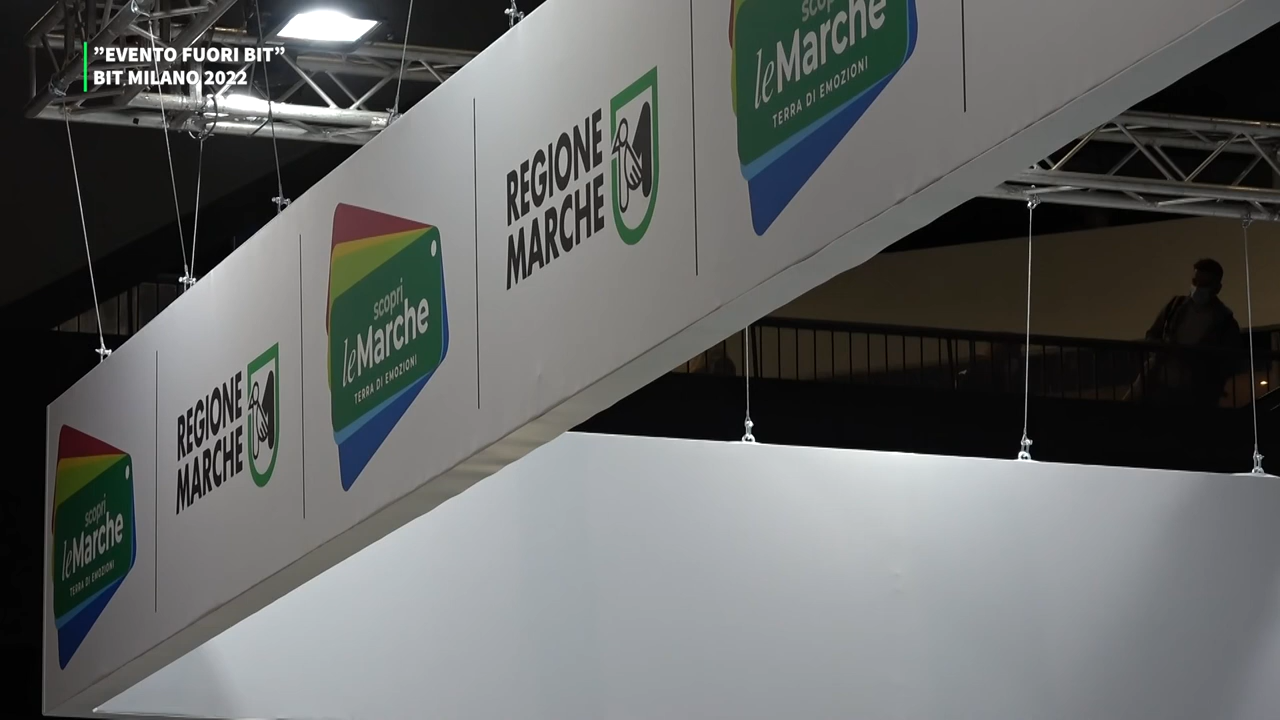 ”EVENTO FUORI BIT”
BIT MILANO 2022
scopri
leMarche
TERRA DI EMOZIONI
REGIONE
MARCHE
scopri
leMarche
TERRA DI EMOZIONI
REGIONE
MARCHE
scopri
leMarche
TERRA DI EMOZIONI